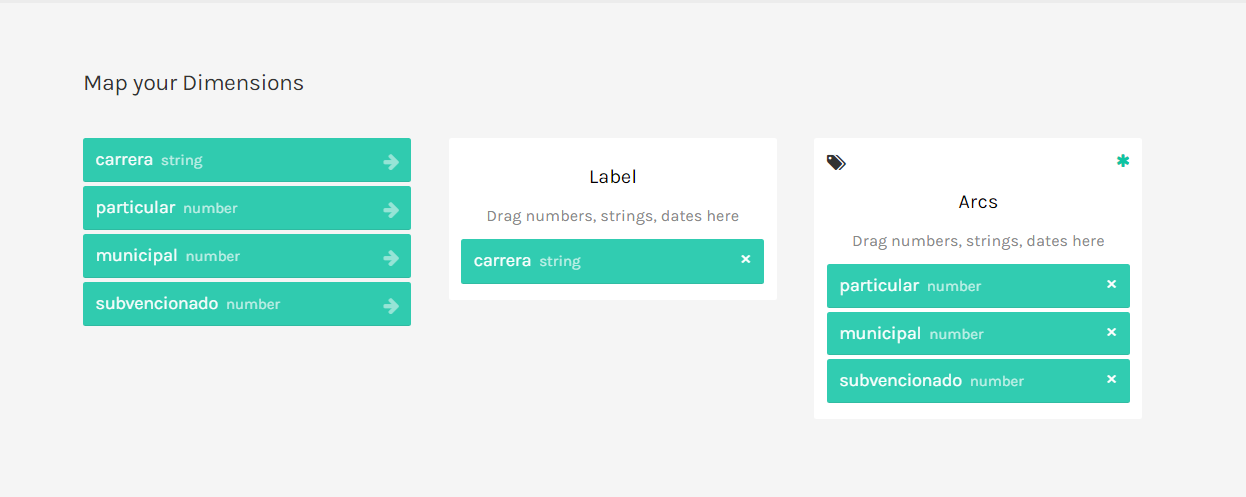 Map your Dimensions
carrera string
particular number
municipal number
subvencionado number
Label
Drag numbers, strings, dates here
carrera string
Arcs
Drag numbers, strings, dates here
particular number
municipal number
subvencionado number